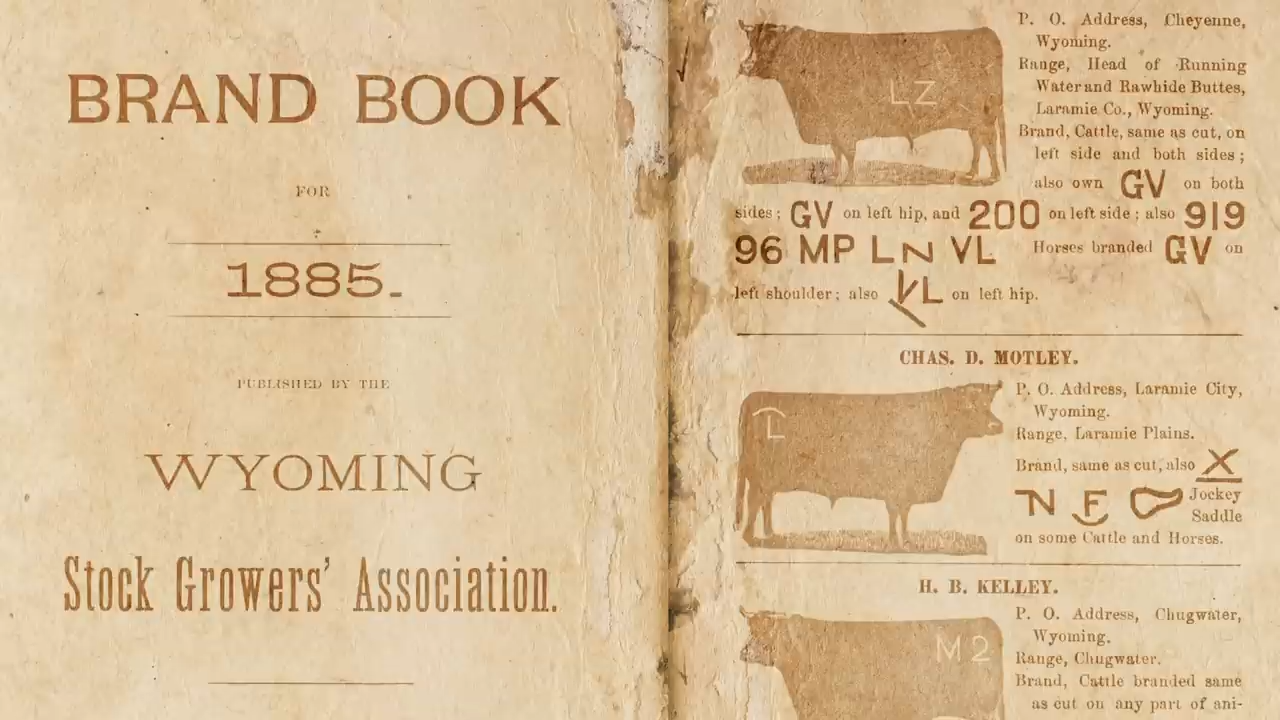 BRAND BOOK
FOR
1885.
PUBLISHED BY THE
WYOMING
Stock Growers' Association.
LZ
P. O. Address, Cheyenne,
Wyoming.
Range, Head of Running
Water and Rawhide Buttes,
Laramie Co., Wyoming.
Brand, Cattle, same as cut, on
left side and both sides;
also own GV on both
sides; GV on left hip, and 200 on left side; also 919
96 MP LN VL Horses branded GV on
left shoulder; also VL on left hip.
CHAS. D. MOTLEY.
L
P. O. Address, Laramie City,
Wyoming.
Range, Laramie Plains.
Brand, same as cut, also X
N F Jockey
Saddle
on some Cattle and Horses.
H. B. KELLEY.
M 2
P. O. Address, Chugwater,
Wyoming.
Range, Chugwater.
Brand, Cattle branded same
as cut on any part of ani-